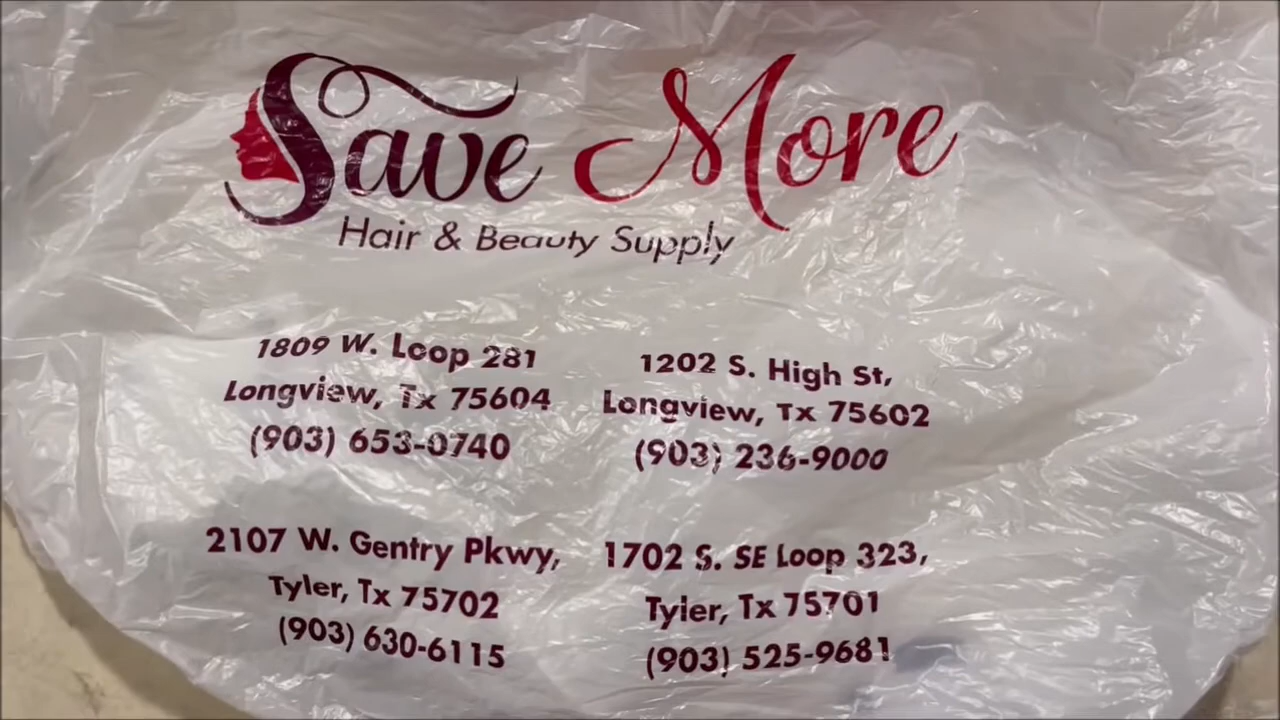 Save More
Hair & Beauty Supply
1809 W. Loop 281
Longview, Tx 75604
(903) 653-0740
1202 S. High St,
Longview, Tx 75602
(903) 236-9000
2107 W. Gentry Pkwy,
Tyler, Tx 75702
(903) 630-6115
1702 S. SE Loop 323,
Tyler, Tx 75701
(903) 525-9681